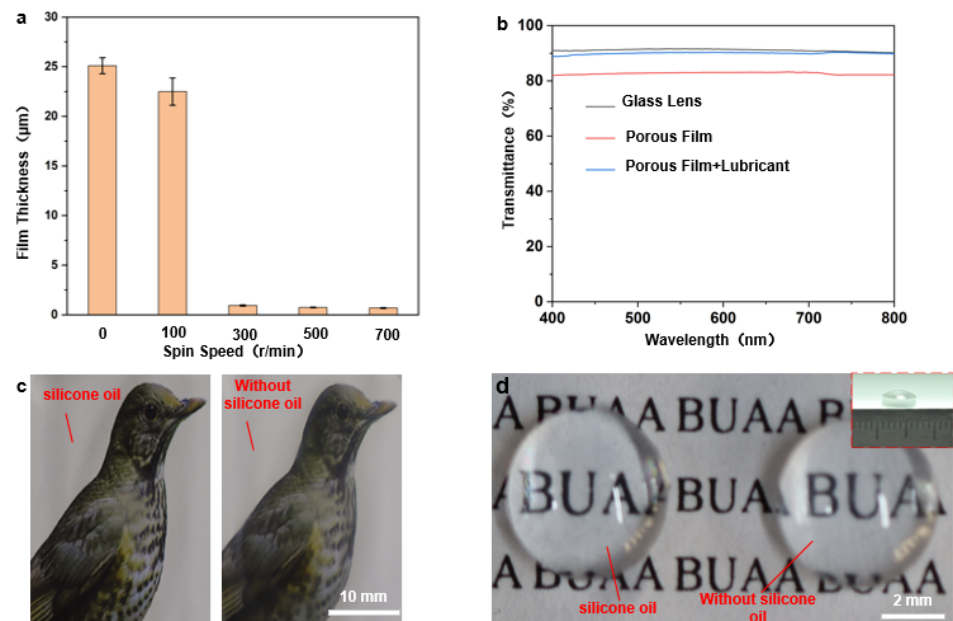 a
30
25
20
15
10
5
0
Film Thickness（μm）
0 100 300 500 700
Spin Speed（r/min）
b
100
80
60
40
20
0
Transmittance（%）
Glass Lens
Porous Film
Porous Film+Lubricant
400 500 600 700 800
Wavelength（nm）
c
silicone oil
Without
silicone oil
10 mm
d
A BUAA BUAA B
ABUAA BUA BUAA
A BUAA BUAA BUAA
silicone oil
Without silicone
oil
2 mm